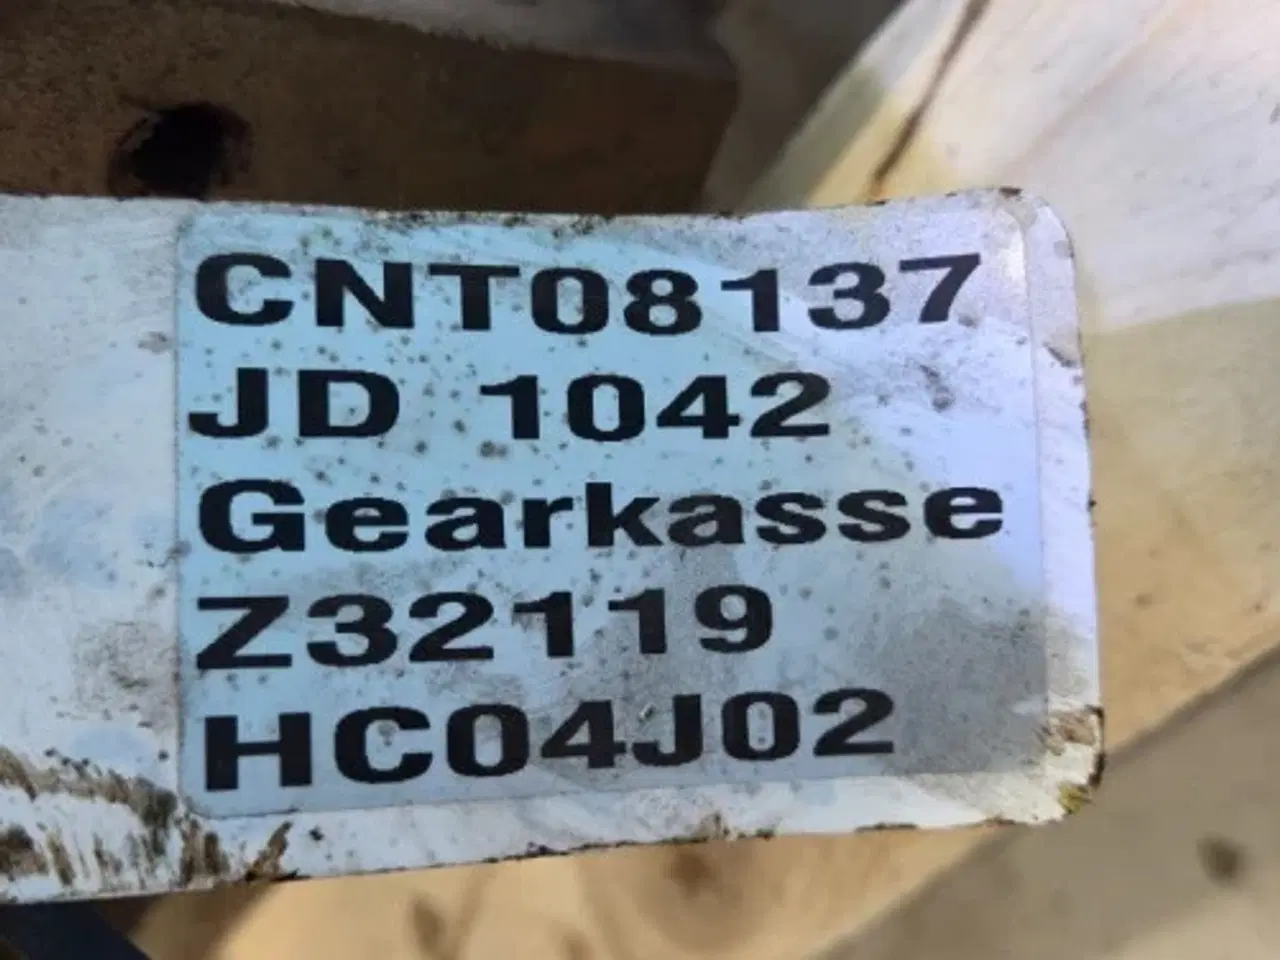 CNT08137
JD 1042
Gearkasse
Z32119
HC04J02